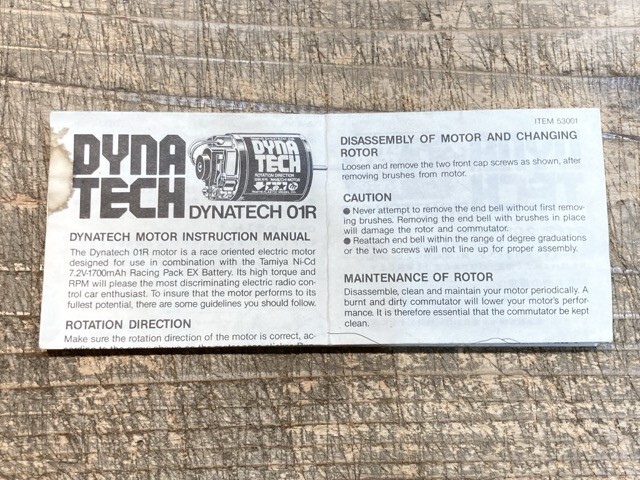 DYNA
TECH
DYNA
TECH
ROTATION DIRECTION
DYNATECH 01R
DYNATECH MOTOR INSTRUCTION MANUAL
The Dynatech 01R motor is a race oriented electric motor
designed for use in combination with the Tamiya Ni-Cd
7.2V-1700mAh Racing Pack EX Battery. Its high torque and
RPM will please the most discriminating electric radio con-
trol car enthusiast. To insure that the motor performs to its
fullest potential, there are some guidelines you should follow.
ROTATION DIRECTION
Make sure the rotation direction of the motor is correct, ac-
ITEM 53001
DISASSEMBLY OF MOTOR AND CHANGING
ROTOR
Loosen and remove the two front cap screws as shown, after
removing brushes from motor.
CAUTION
● Never attempt to remove the end bell without first remov-
ing brushes. Removing the end bell with brushes in place
will damage the rotor and commutator.
● Reattach end bell within the range of degree graduations
or the two screws will not line up for proper assembly.
MAINTENANCE OF ROTOR
Disassemble, clean and maintain your motor periodically. A
burnt and dirty commutator will lower your motor's perfor-
mance. It is therefore essential that the commutator be kept
clean.